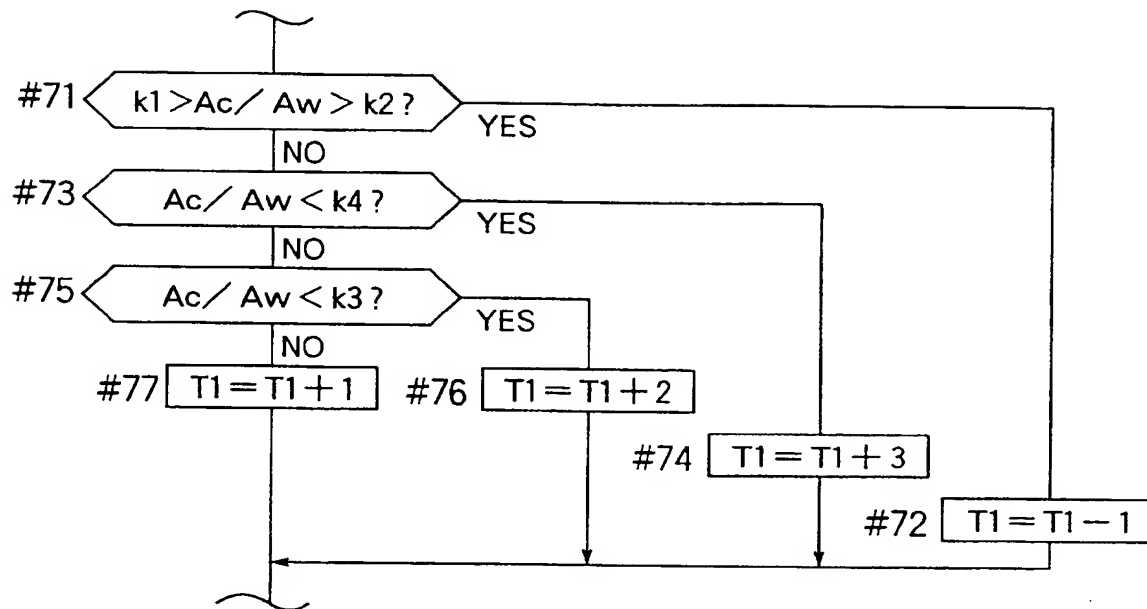 #71 k1>Ac/Aw>k2?
YES
NO
#73 Ac/Aw<k4?
YES
NO
#75 Ac/Aw<k3?
YES
NO
#77 T1=T1+1
#76 T1=T1+2
#74 T1=T1+3
#72 T1=T1-1